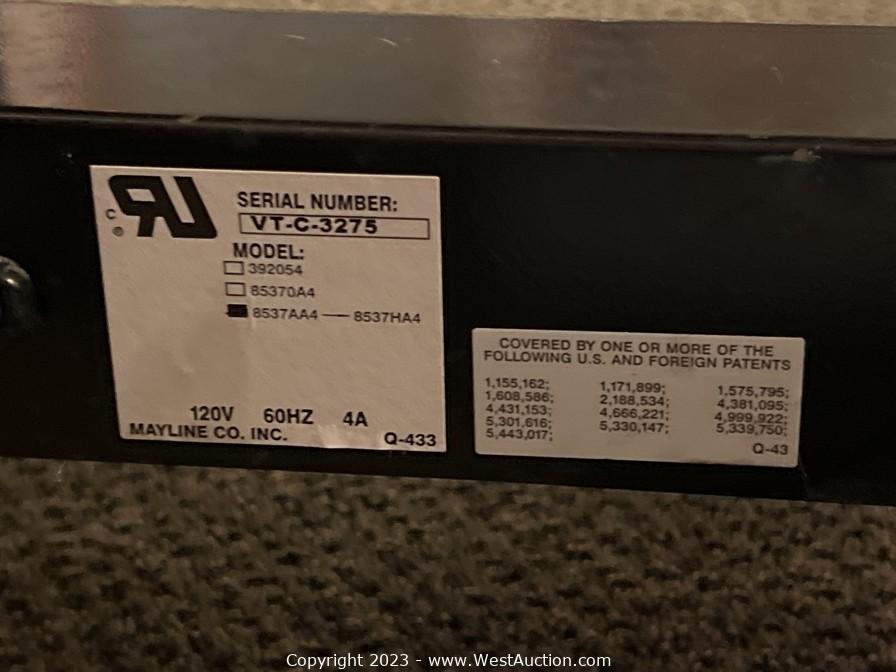 C
UR
®
SERIAL NUMBER:
VT-C-3275
MODEL:
392054
85370A4
8537AA4 — 8537HA4
120V 60HZ 4A
MAYLINE CO. INC. Q-433
COVERED BY ONE OR MORE OF THE
FOLLOWING U.S. AND FOREIGN PATENTS
1,155,162; 1,171,899; 1,575,795;
1,608,586; 2,188,534; 4,381,095;
4,431,153; 4,666,221; 4,999,922;
5,301,616; 5,330,147; 5,339,750;
5,443,017;
Q-43
Copyright 2023 - www.WestAuction.com